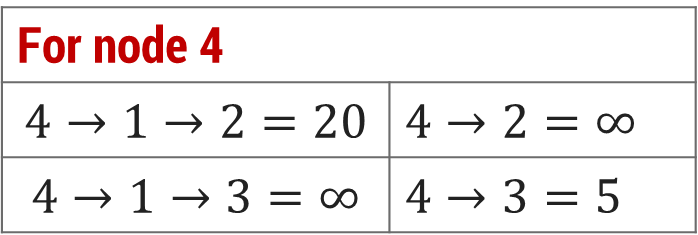 For node 4
4 → 1 → 2 = 20 4 → 2 = ∞
4 → 1 → 3 = ∞ 4 → 3 = 5